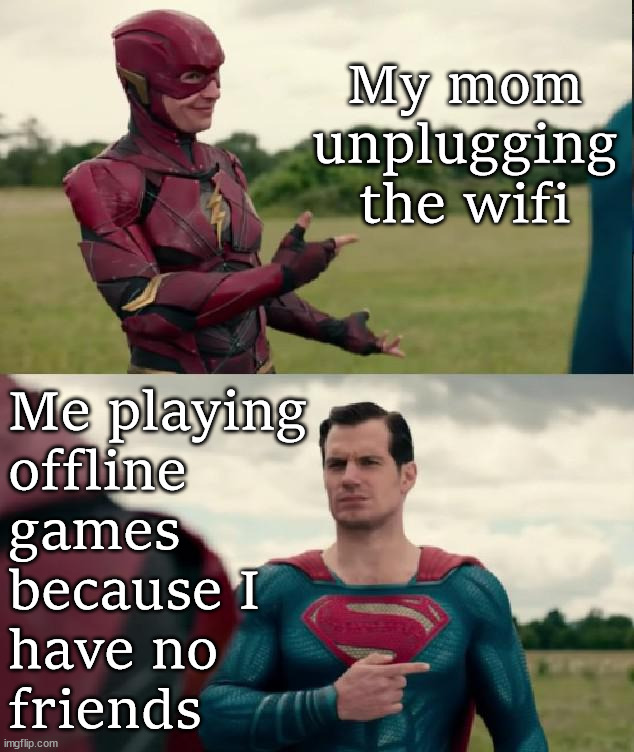 My mom
unplugging
the wifi
Me playing
offline
games
because I
have no
friends
imgflip.com